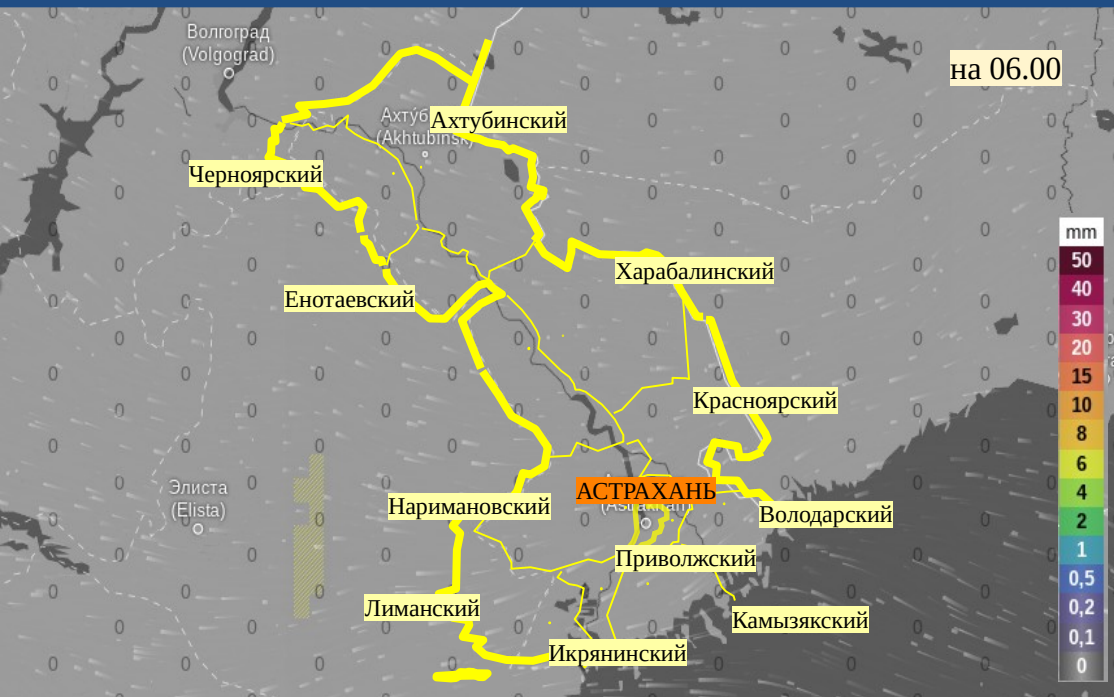 Волгоград
(Volgograd)
на 06.00
Ахтубинский
(Akhtubinsk)
Черноярский
mm
50
Харабалинский
40
Енотаевский
30
20
15
Красноярский
10
8
6
Элиста
(Elista)
АСТРАХАНЬ
4
Наримановский
(Astrakhan)
Володарский
2
1
Приволжский
0,5
Лиманский
0,2
Камызякский
0,1
Икрянинский
0